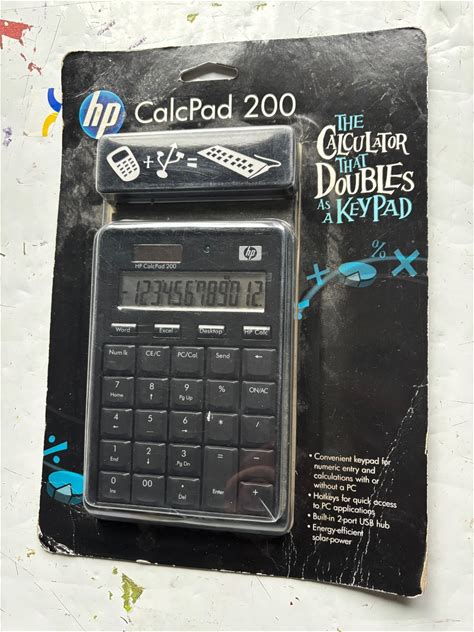 hp CalcPad 200
THE
CALCULATOR
THAT
DOUBLES
AS A KEYPAD
hp
HP CalcPad 200
123456789012
Word Excel Desktop HP Calc
Num lk CE/C PC/Cal Send ←
7 Home 8 9 Pg Up % ON/AC
4 ← 5 6 → * /
1 End 2 ↓ 3 Pg Dn = −
0 Ins 00 . Del Enter +
• Convenient keypad for
numeric entry and
calculations with or
without a PC
• Hotkeys for quick access
to PC applications
• Built-in 2-port USB hub
• Energy-efficient
solar-power